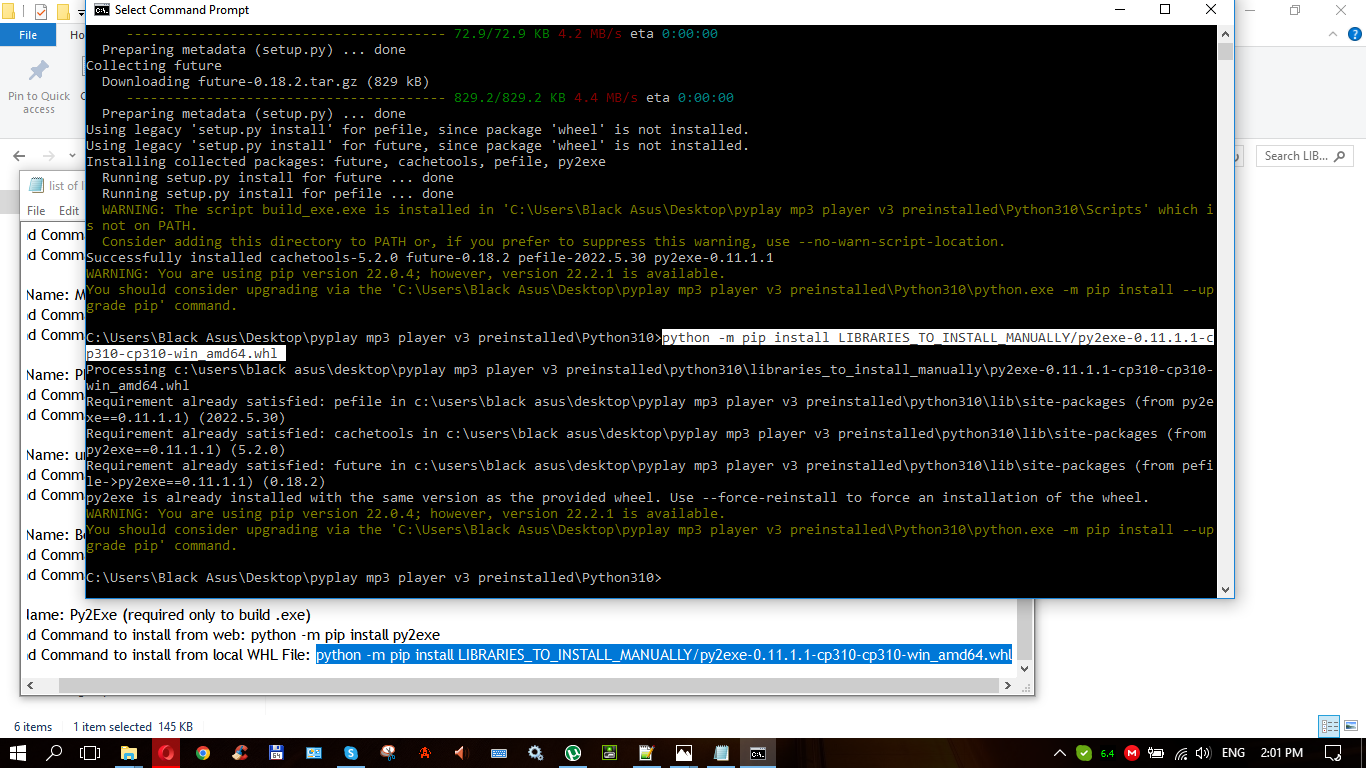 Select Command Prompt
File
Ho
Pin to Quick
access
Search LIB...
---------------------------------------- 72.9/72.9 KB 4.2 MB/s eta 0:00:00
Preparing metadata (setup.py) ... done
Collecting future
Downloading future-0.18.2.tar.gz (829 kB)
---------------------------------------- 829.2/829.2 KB 4.4 MB/s eta 0:00:00
Preparing metadata (setup.py) ... done
Using legacy 'setup.py install' for pefile, since package 'wheel' is not installed.
Using legacy 'setup.py install' for future, since package 'wheel' is not installed.
Installing collected packages: future, cachetools, pefile, py2exe
Running setup.py install for future ... done
Running setup.py install for pefile ... done
WARNING: The script build_exe.exe is installed in 'C:\Users\Black Asus\Desktop\pyplay mp3 player v3 preinstalled\Python310\Scripts' which i
s not on PATH.
Consider adding this directory to PATH or, if you prefer to suppress this warning, use --no-warn-script-location.
Successfully installed cachetools-5.2.0 future-0.18.2 pefile-2022.5.30 py2exe-0.11.1.1
WARNING: You are using pip version 22.0.4; however, version 22.2.1 is available.
You should consider upgrading via the 'C:\Users\Black Asus\Desktop\pyplay mp3 player v3 preinstalled\Python310\python.exe -m pip install --up
grade pip' command.
C:\Users\Black Asus\Desktop\pyplay mp3 player v3 preinstalled\Python310>python -m pip install LIBRARIES_TO_INSTALL_MANUALLY/py2exe-0.11.1.1-c
p310-cp310-win_amd64.whl
Processing c:\users\black asus\desktop\pyplay mp3 player v3 preinstalled\python310\libraries_to_install_manually\py2exe-0.11.1.1-cp310-cp310-
win_amd64.whl
Requirement already satisfied: pefile in c:\users\black asus\desktop\pyplay mp3 player v3 preinstalled\python310\lib\site-packages (from py2e
xe==0.11.1.1) (2022.5.30)
Requirement already satisfied: cachetools in c:\users\black asus\desktop\pyplay mp3 player v3 preinstalled\python310\lib\site-packages (from
py2exe==0.11.1.1) (5.2.0)
Requirement already satisfied: future in c:\users\black asus\desktop\pyplay mp3 player v3 preinstalled\python310\lib\site-packages (from pefi
le->py2exe==0.11.1.1) (0.18.2)
py2exe is already installed with the same version as the provided wheel. Use --force-reinstall to force an installation of the wheel.
WARNING: You are using pip version 22.0.4; however, version 22.2.1 is available.
You should consider upgrading via the 'C:\Users\Black Asus\Desktop\pyplay mp3 player v3 preinstalled\Python310\python.exe -m pip install --up
grade pip' command.
C:\Users\Black Asus\Desktop\pyplay mp3 player v3 preinstalled\Python310>
list of l
File Edit
d Comm
d Comm
Name: M
d Comm
d Comm
Name: P
d Comm
d Comm
Name: u
d Comm
d Comm
Name: B
d Comm
d Comm
lame: Py2Exe (required only to build .exe)
d Command to install from web: python -m pip install py2exe
d Command to install from local WHL File: python -m pip install LIBRARIES_TO_INSTALL_MANUALLY/py2exe-0.11.1.1-cp310-cp310-win_amd64.whl
6 items 1 item selected 145 KB
6.4 ENG 2:01 PM